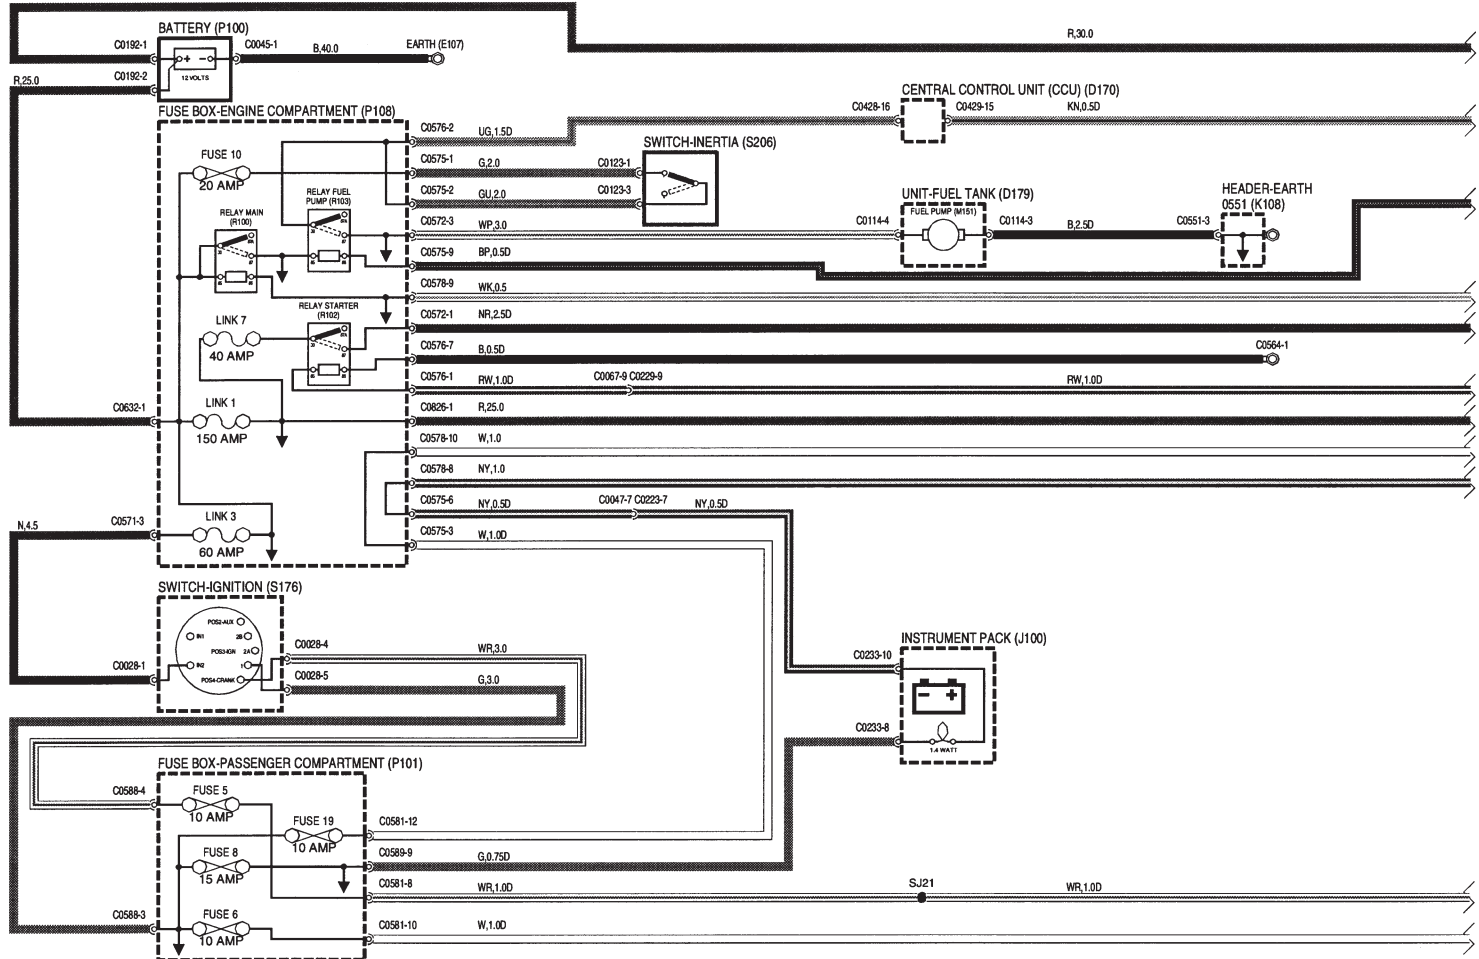 R,30.0
BATTERY (P100)
C0192-1
C0045-1
B,40.0
EARTH (E107)
+ −
12 VOLTS
C0192-2
R,25.0
CENTRAL CONTROL UNIT (CCU) (D170)
C0428-16
C0429-15
KN,0.5D
FUSE BOX-ENGINE COMPARTMENT (P108)
C0576-2
UG,1.5D
SWITCH-INERTIA (S206)
FUSE 10
20 AMP
C0575-1
G,2.0
C0123-1
C0575-2
GU,2.0
C0123-3
RELAY FUEL
PUMP (R103)
UNIT-FUEL TANK (D179)
FUEL PUMP (M151)
HEADER-EARTH
0551 (K108)
RELAY MAIN
(R100)
C0572-3
WP,3.0
C0114-4
C0114-3
B,2.5D
C0551-3
C0575-9
BP,0.5D
C0578-9
WK,0.5
RELAY STARTER
(R102)
C0572-1
NR,2.5D
LINK 7
40 AMP
C0576-7
B,0.5D
C0564-1
C0576-1
RW,1.0D
C0067-9 C0229-9
RW,1.0D
C0632-1
LINK 1
150 AMP
C0826-1
R,25.0
C0578-10
W,1.0
C0578-8
NY,1.0
C0575-6
NY,0.5D
C0047-7 C0223-7
NY,0.5D
N,4.5
C0571-3
LINK 3
60 AMP
C0575-3
W,1.0D
SWITCH-IGNITION (S176)
POS2-AUX
IN1
2B
POS3-IGN
2A
IN2
1
POS4-CRANK
C0028-1
C0028-4
WR,3.0
C0028-5
G,3.0
INSTRUMENT PACK (J100)
C0233-10
− +
C0233-8
1.4 WATT
FUSE BOX-PASSENGER COMPARTMENT (P101)
C0588-4
FUSE 5
10 AMP
FUSE 19
10 AMP
C0581-12
FUSE 8
15 AMP
C0589-9
G,0.75D
C0581-8
WR,1.0D
SJ21
WR,1.0D
C0588-3
FUSE 6
10 AMP
C0581-10
W,1.0D